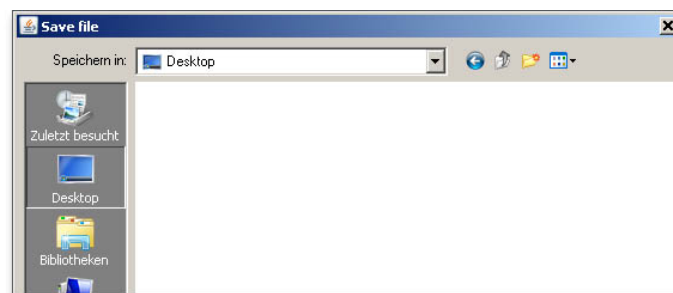 Save file
Speichern in:
Desktop
Zuletzt besucht
Desktop
Bibliotheken